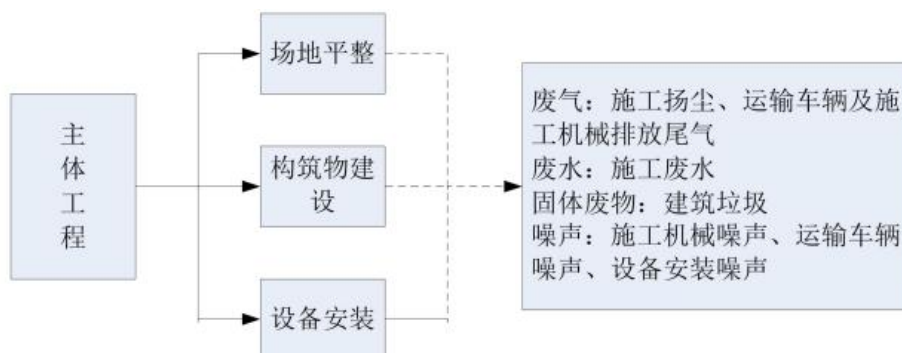 主
体
工
程
场地平整
构筑物建
设
设备安装
废气：施工扬尘、运输车辆及施
工机械排放尾气
废水：施工废水
固体废物：建筑垃圾
噪声：施工机械噪声、运输车辆
噪声、设备安装噪声